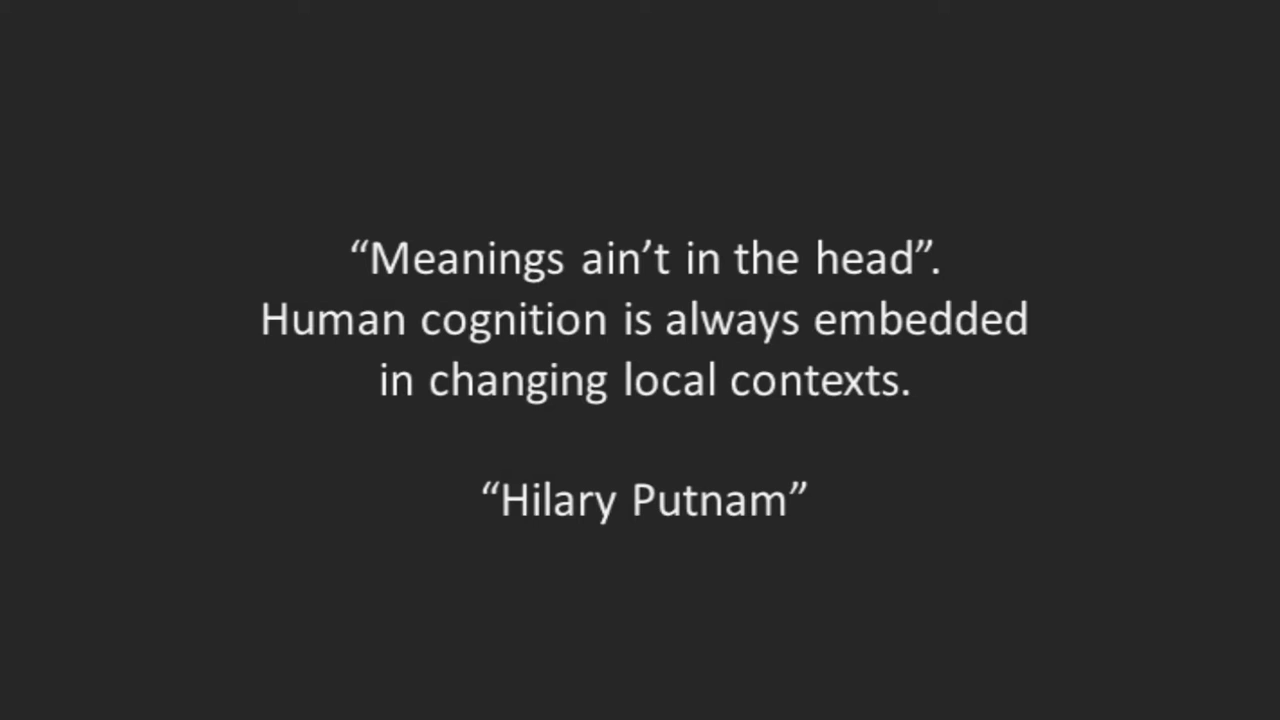 “Meanings ain’t in the head”.
Human cognition is always embedded
in changing local contexts.
“Hilary Putnam”